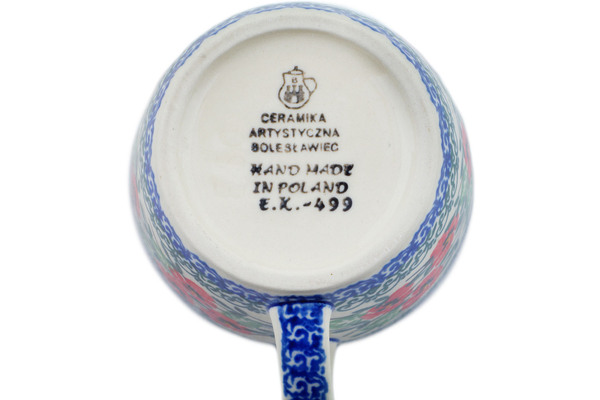 B
CERAMIKA
ARTYSTYCZNA
BOLESŁAWIEC
HAND MADE
IN POLAND
E.K.-499